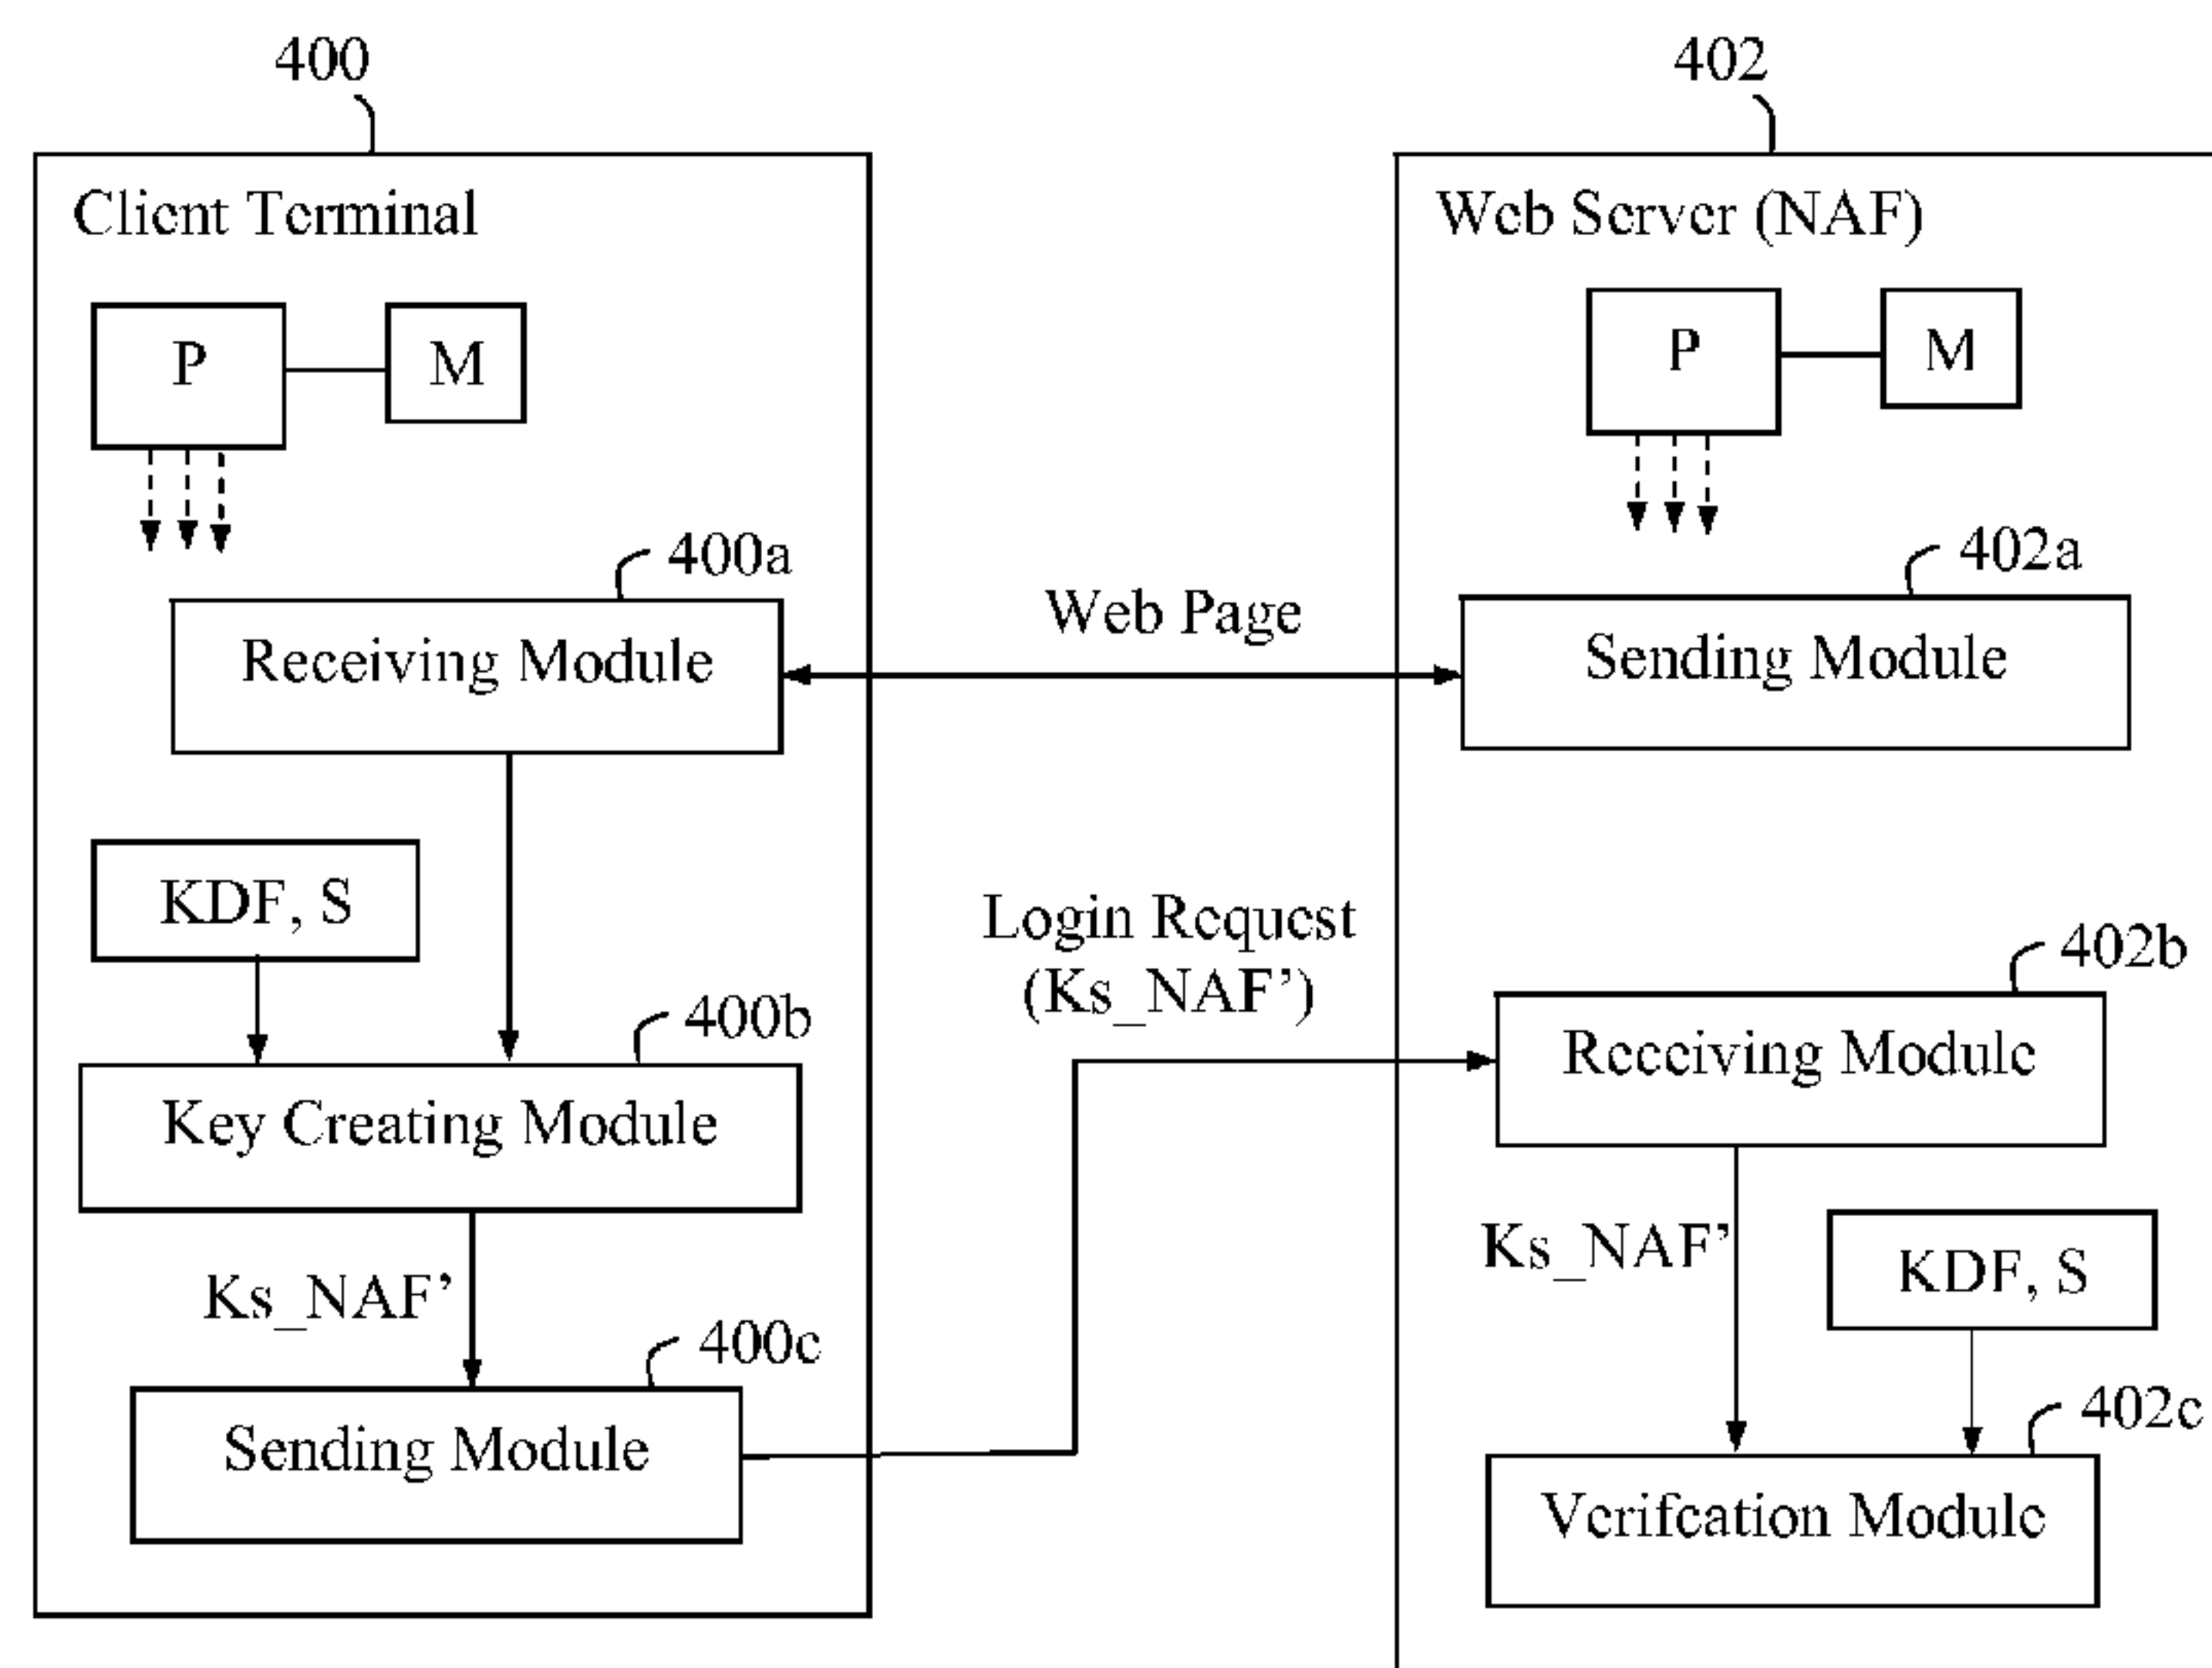 400
402
Client Terminal
Web Server (NAF)
P
M
P
M
400a
402a
Receiving Module
Web Page
Sending Module
KDF, S
Login Request
(Ks_NAF’)
402b
400b
Receiving Module
Key Creating Module
Ks_NAF’
KDF, S
Ks_NAF’
400c
402c
Sending Module
Verifcation Module